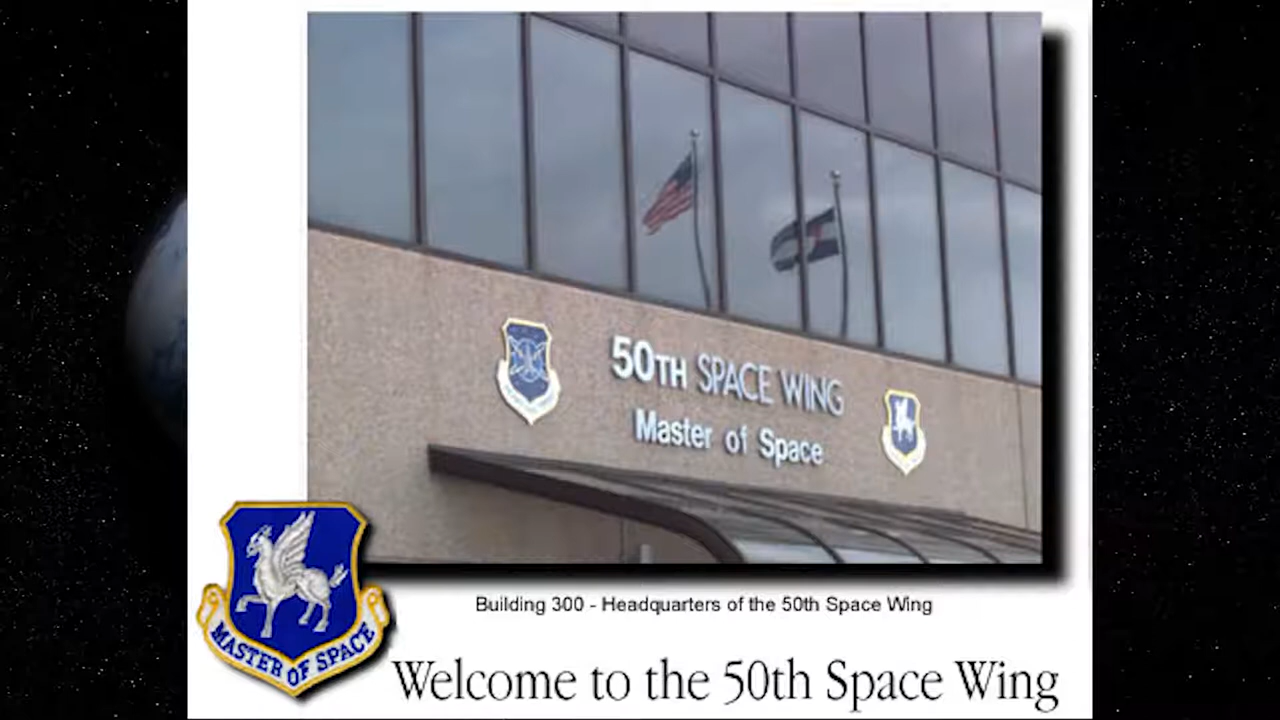 50TH SPACE WING
Master of Space
Building 300 - Headquarters of the 50th Space Wing
MASTER OF SPACE
Welcome to the 50th Space Wing